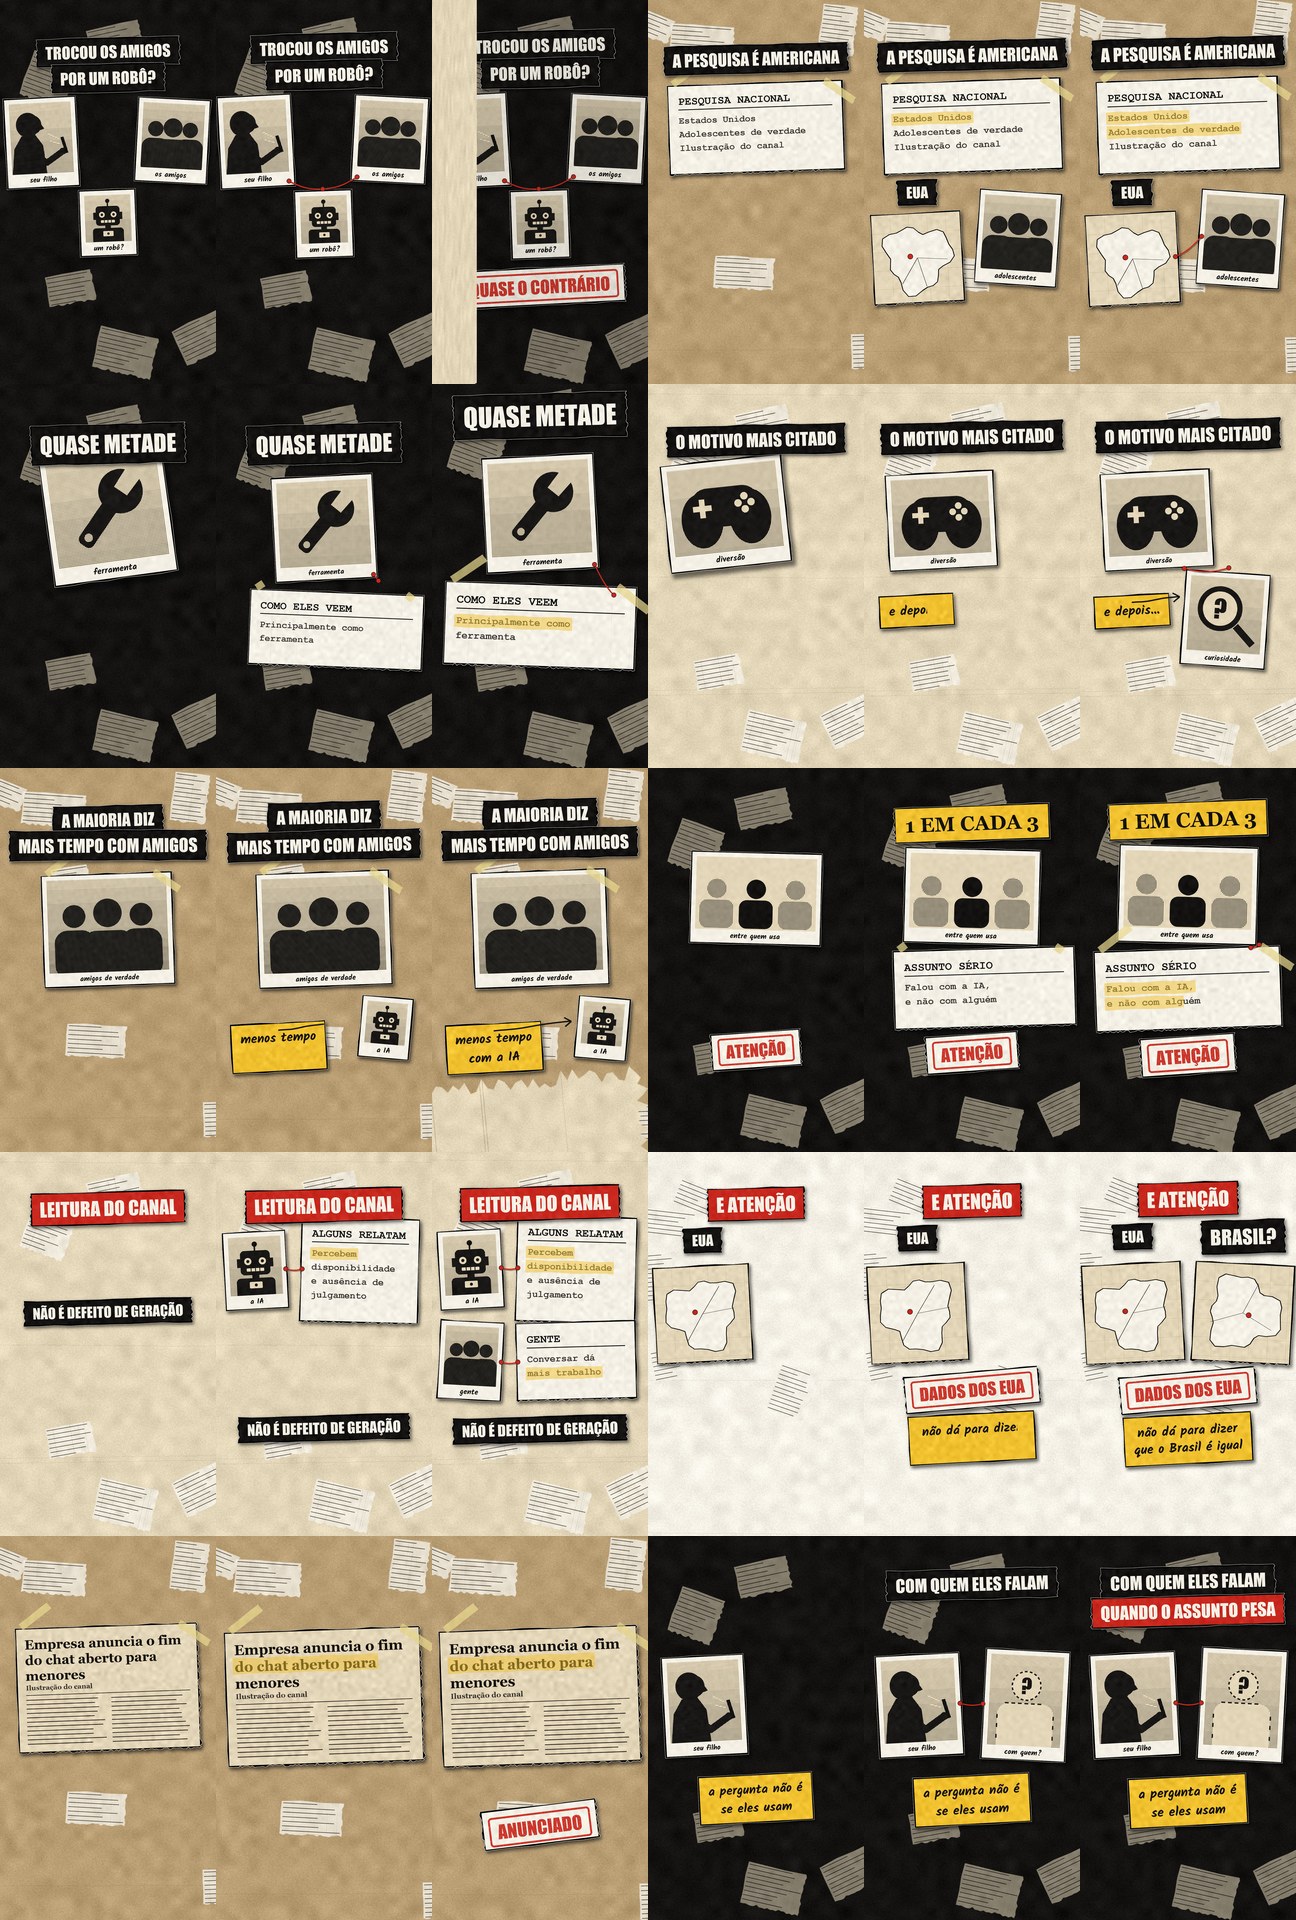 TROCOU OS AMIGOS
POR UM ROBÔ?
seu filho
os amigos
um robô?
TROCOU OS AMIGOS
POR UM ROBÔ?
seu filho
os amigos
um robô?
TROCOU OS AMIGOS
POR UM ROBÔ?
lho
os amigos
um robô?
QUASE O CONTRÁRIO
A PESQUISA É AMERICANA
PESQUISA NACIONAL
Estados Unidos
Adolescentes de verdade
Ilustração do canal
A PESQUISA É AMERICANA
PESQUISA NACIONAL
Estados Unidos
Adolescentes de verdade
Ilustração do canal
EUA
adolescentes
A PESQUISA É AMERICANA
PESQUISA NACIONAL
Estados Unidos
Adolescentes de verdade
Ilustração do canal
EUA
adolescentes
QUASE METADE
ferramenta
QUASE METADE
ferramenta
COMO ELES VEEM
Principalmente como
ferramenta
QUASE METADE
ferramenta
COMO ELES VEEM
Principalmente como
ferramenta
O MOTIVO MAIS CITADO
diversão
O MOTIVO MAIS CITADO
diversão
e depo
O MOTIVO MAIS CITADO
diversão
e depois...
?
curiosidade
A MAIORIA DIZ
MAIS TEMPO COM AMIGOS
amigos de verdade
A MAIORIA DIZ
MAIS TEMPO COM AMIGOS
amigos de verdade
menos tempo
a IA
A MAIORIA DIZ
MAIS TEMPO COM AMIGOS
amigos de verdade
menos tempo
com a IA
a IA
entre quem usa
ATENÇÃO
1 EM CADA 3
entre quem usa
ASSUNTO SÉRIO
Falou com a IA,
e não com alguém
ATENÇÃO
1 EM CADA 3
entre quem usa
ASSUNTO SÉRIO
Falou com a IA,
e não com alguém
ATENÇÃO
LEITURA DO CANAL
NÃO É DEFEITO DE GERAÇÃO
LEITURA DO CANAL
a IA
ALGUNS RELATAM
Percebem
disponibilidade
e ausência de
julgamento
NÃO É DEFEITO DE GERAÇÃO
LEITURA DO CANAL
a IA
ALGUNS RELATAM
Percebem
disponibilidade
e ausência de
julgamento
gente
GENTE
Conversar dá
mais trabalho
NÃO É DEFEITO DE GERAÇÃO
E ATENÇÃO
EUA
E ATENÇÃO
EUA
DADOS DOS EUA
não dá para dize
E ATENÇÃO
EUA
BRASIL?
DADOS DOS EUA
não dá para dizer
que o Brasil é igual
Empresa anuncia o fim
do chat aberto para
menores
Ilustração do canal
Empresa anuncia o fim
do chat aberto para
menores
Ilustração do canal
Empresa anuncia o fim
do chat aberto para
menores
Ilustração do canal
ANUNCIADO
seu filho
a pergunta não é
se eles usam
COM QUEM ELES FALAM
seu filho
?
com quem?
a pergunta não é
se eles usam
COM QUEM ELES FALAM
QUANDO O ASSUNTO PESA
seu filho
?
com quem?
a pergunta não é
se eles usam